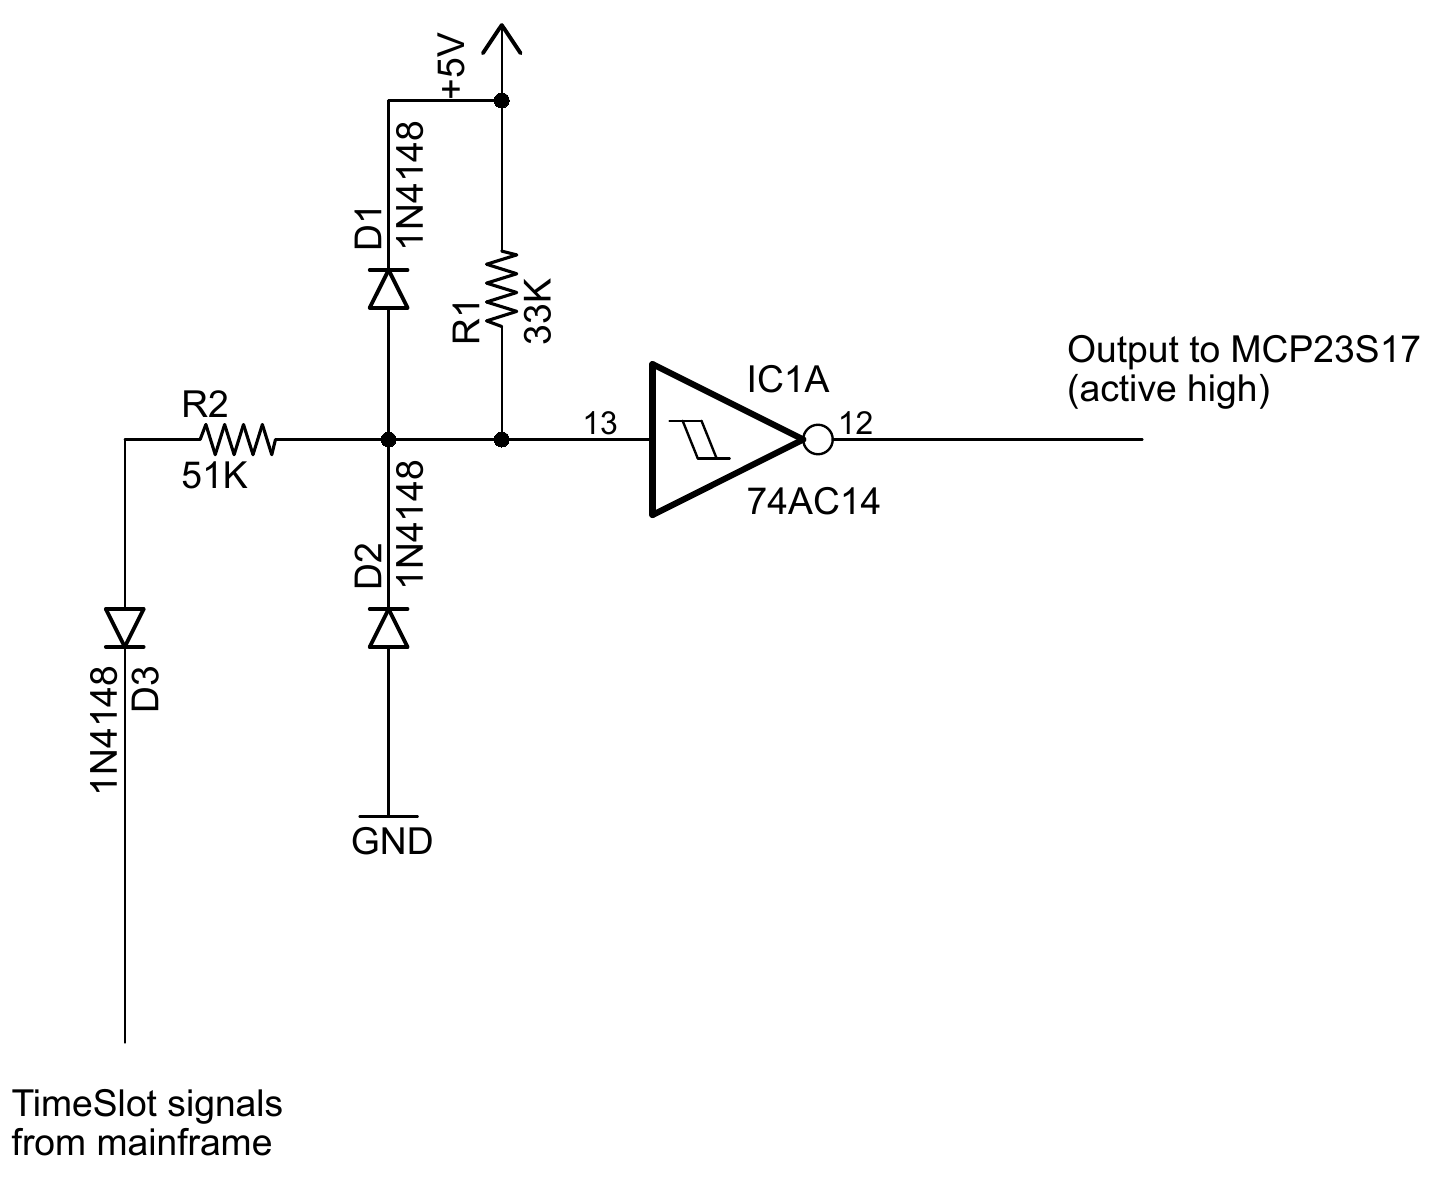 +5V
1N4148
D1
R1
33K
R2
51K
13
IC1A
12
74AC14
Output to MCP23S17
(active high)
1N4148
D2
1N4148
D3
GND
TimeSlot signals
from mainframe